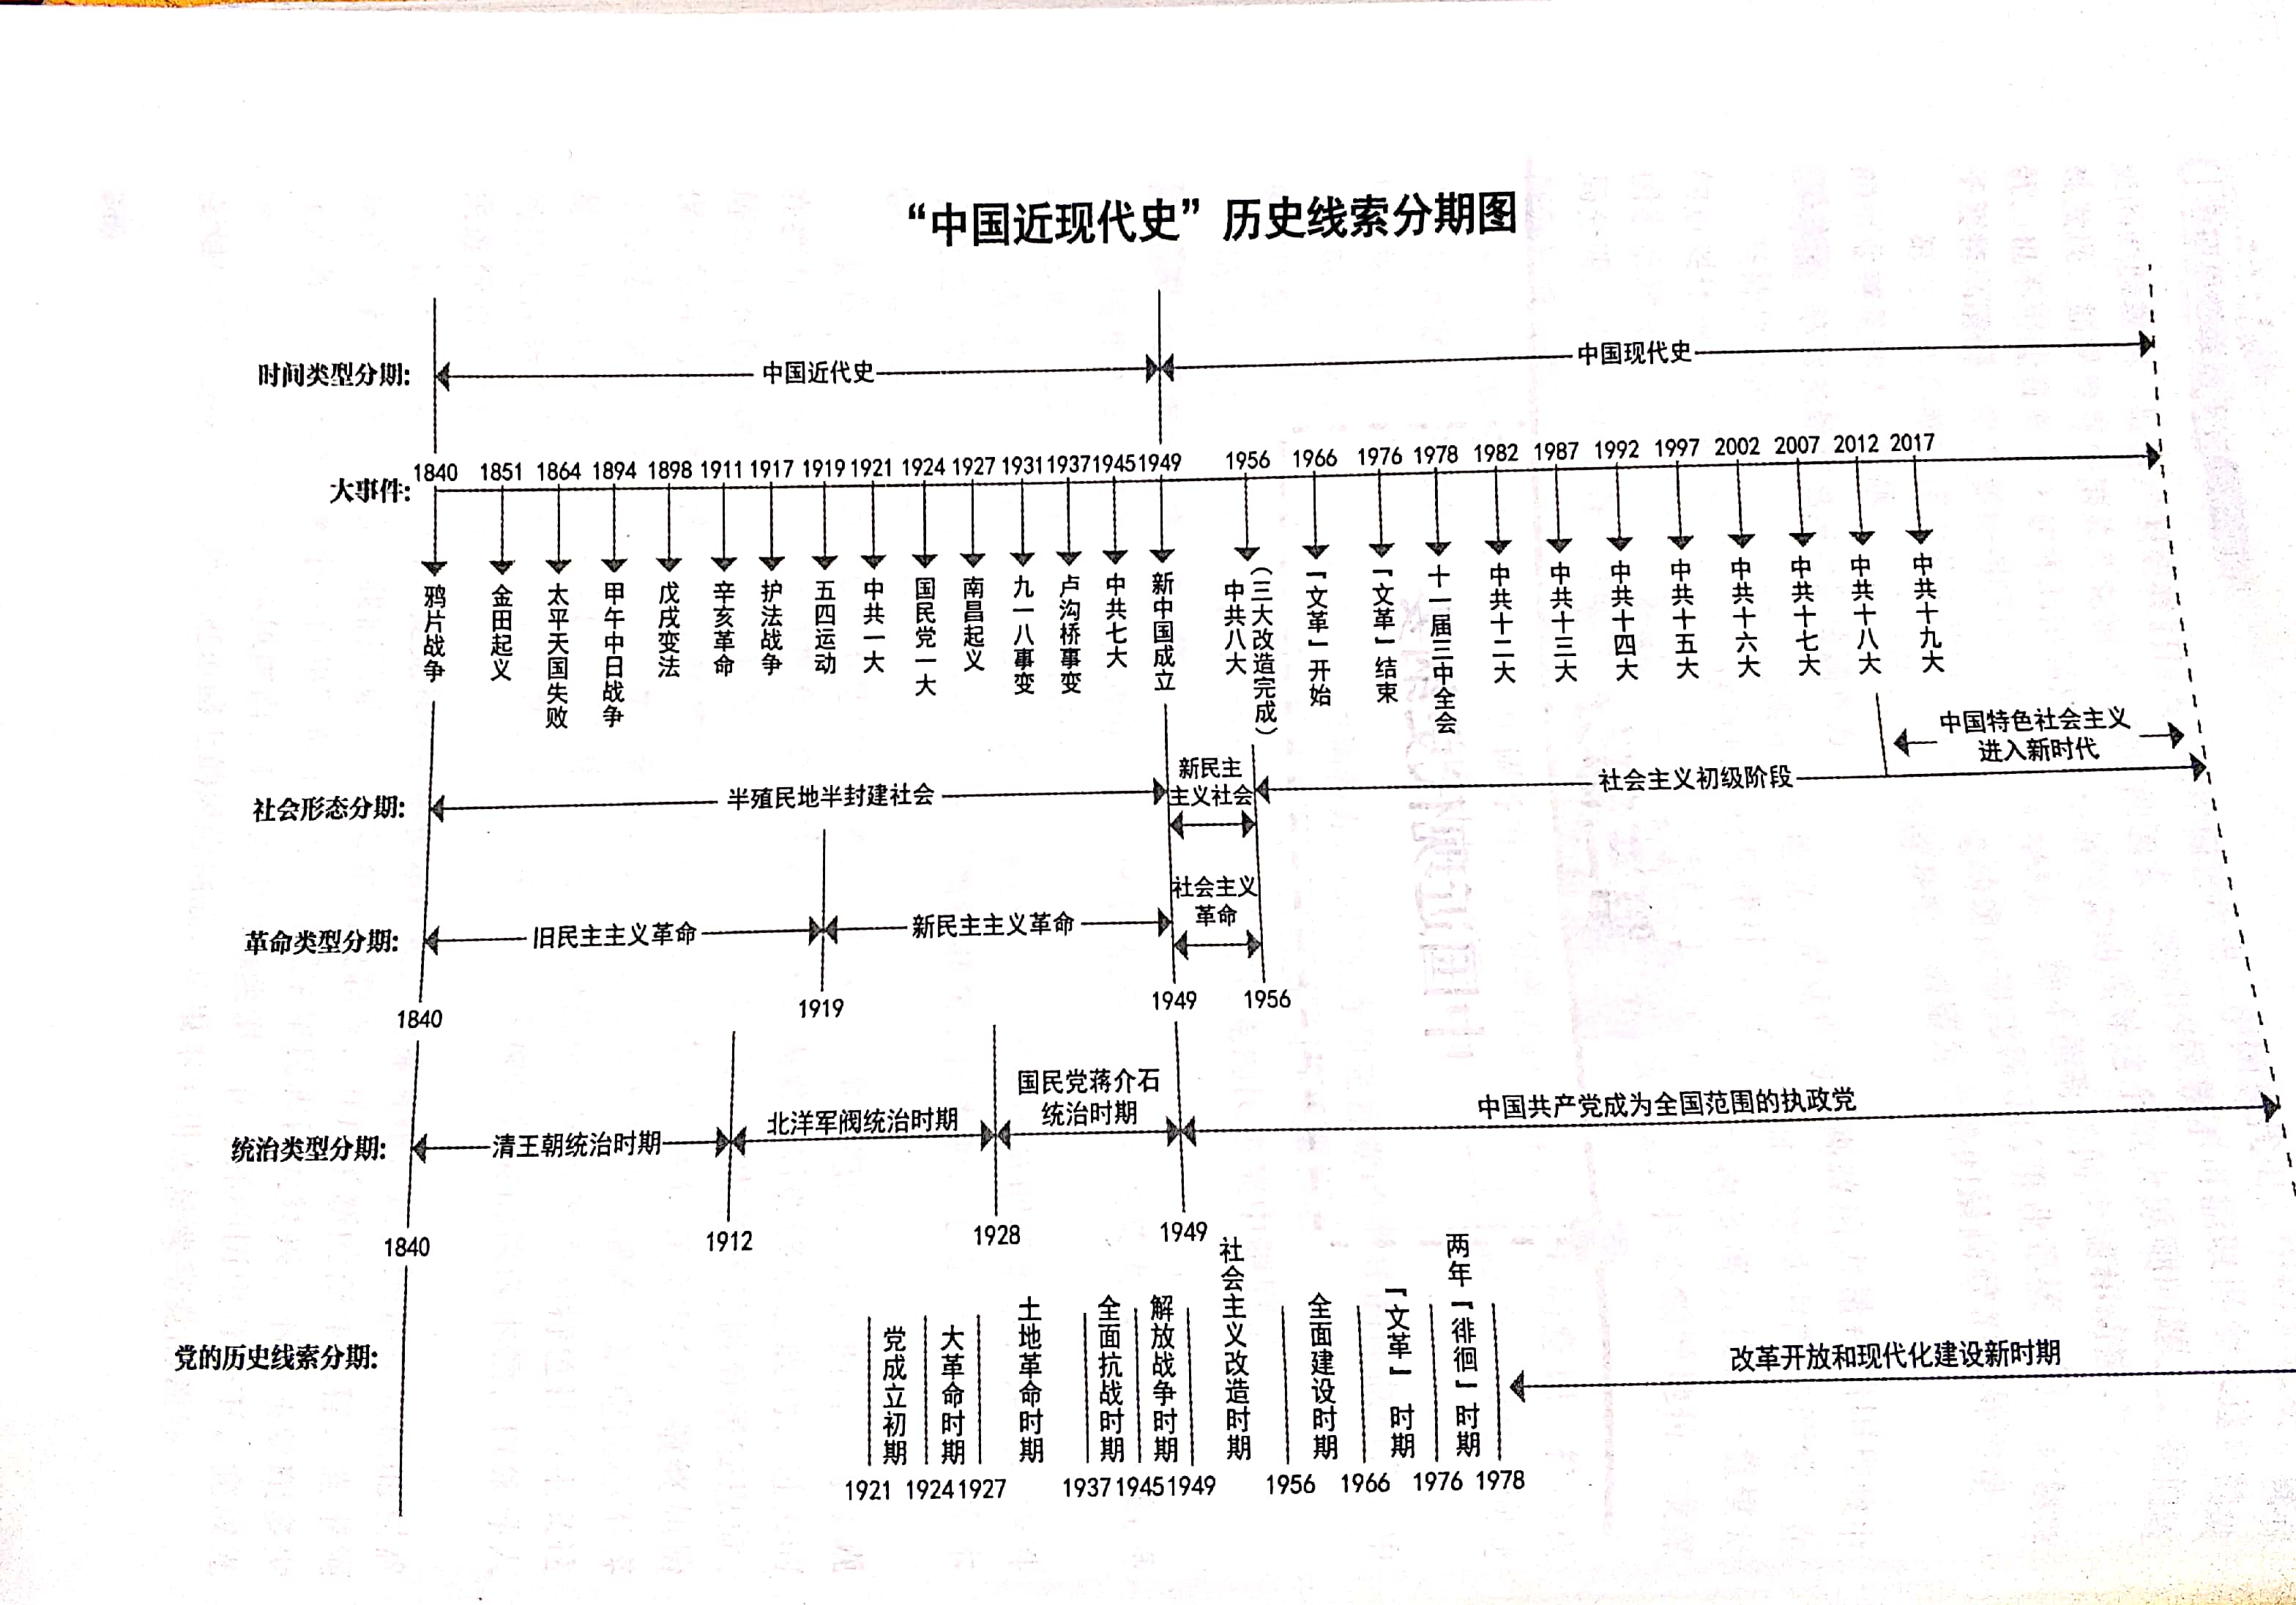 “中国近现代史”历史线索分期图
时间类型分期:
中国近代史
中国现代史
大事件:
1840 1851 1864 1894 1898 1911 1917 1919 1921 1924 1927 1931 1937 1945 1949 1956 1966 1976 1978 1982 1987 1992 1997 2002 2007 2012 2017
鸦片战争
金田起义
太平天国失败
甲午中日战争
戊戌变法
辛亥革命
护法战争
五四运动
中共一大
国民党一大
南昌起义
九一八事变
卢沟桥事变
中共七大
新中国成立
中共八大
（三大改造完成）
「文革」开始
「文革」结束
十一届三中全会
中共十二大
中共十三大
中共十四大
中共十五大
中共十六大
中共十七大
中共十八大
中共十九大
社会形态分期:
半殖民地半封建社会
新民主
主义社会
社会主义初级阶段
中国特色社会主义
进入新时代
革命类型分期:
旧民主主义革命
新民主主义革命
社会主义
革命
1840 1919 1949 1956
统治类型分期:
清王朝统治时期
北洋军阀统治时期
国民党蒋介石
统治时期
中国共产党成为全国范围的执政党
1840 1912 1928 1949
党的历史线索分期:
党成立初期
大革命时期
土地革命时期
全面抗战时期
解放战争时期
社会主义改造时期
全面建设时期
「文革」时期
两年「徘徊」时期
改革开放和现代化建设新时期
1921 1924 1927 1937 1945 1949 1956 1966 1976 1978